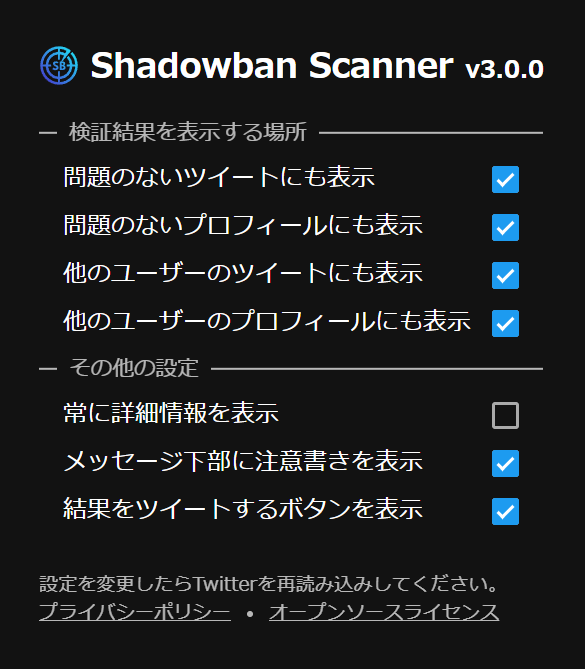 SB
Shadowban Scanner v3.0.0
検証結果を表示する場所
問題のないツイートにも表示
問題のないプロフィールにも表示
他のユーザーのツイートにも表示
他のユーザーのプロフィールにも表示
その他の設定
常に詳細情報を表示
メッセージ下部に注意書きを表示
結果をツイートするボタンを表示
設定を変更したらTwitterを再読み込みしてください。
プライバシーポリシー • オープンソースライセンス